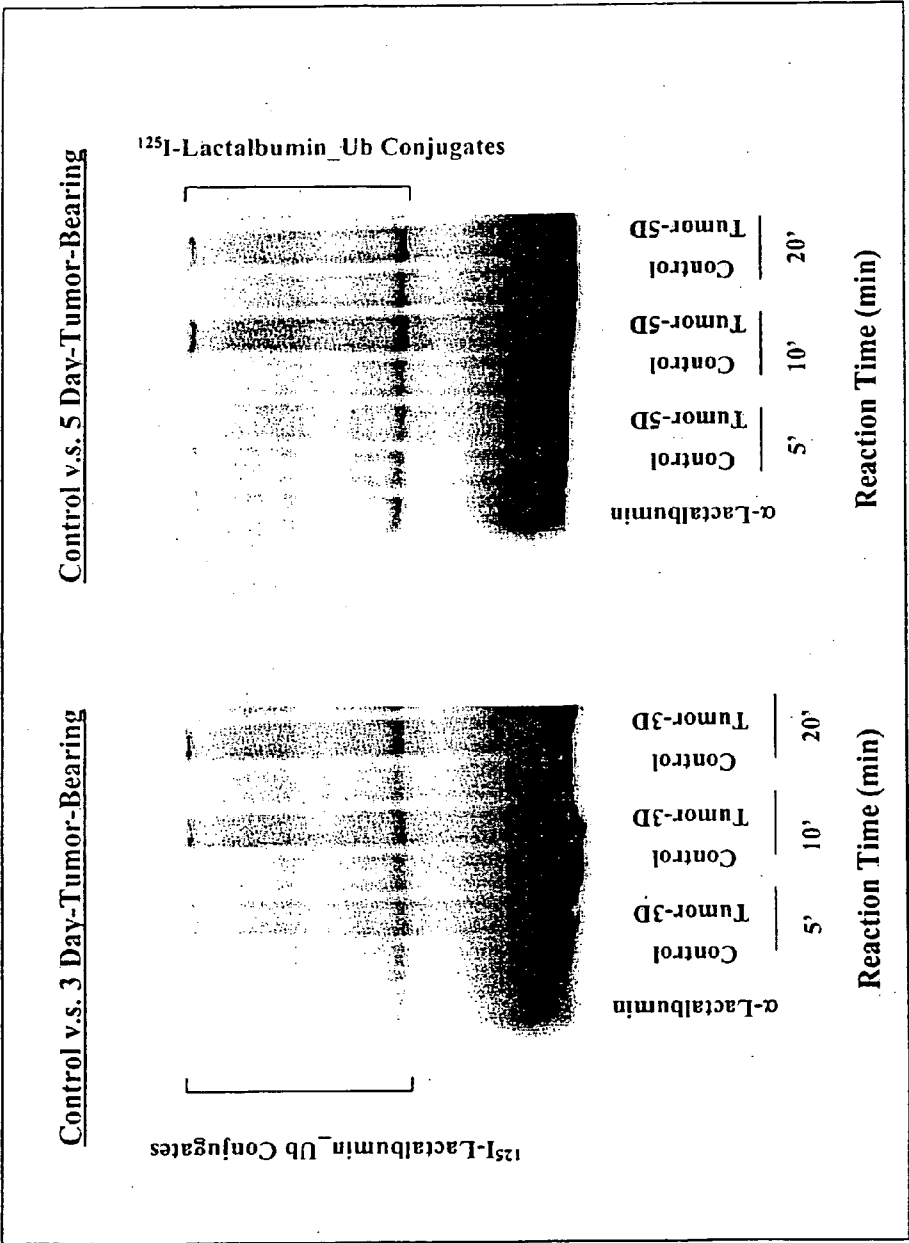 Control v.s. 3 Day-Tumor-Bearing
¹²⁵I-Lactalbumin_Ub Conjugates
α-Lactalbumin
Control
Tumor-3D
Control
Tumor-3D
Control
Tumor-3D
5'
10'
20'
Reaction Time (min)
Control v.s. 5 Day-Tumor-Bearing
¹²⁵I-Lactalbumin_Ub Conjugates
α-Lactalbumin
Control
Tumor-5D
Control
Tumor-5D
Control
Tumor-5D
5'
10'
20'
Reaction Time (min)